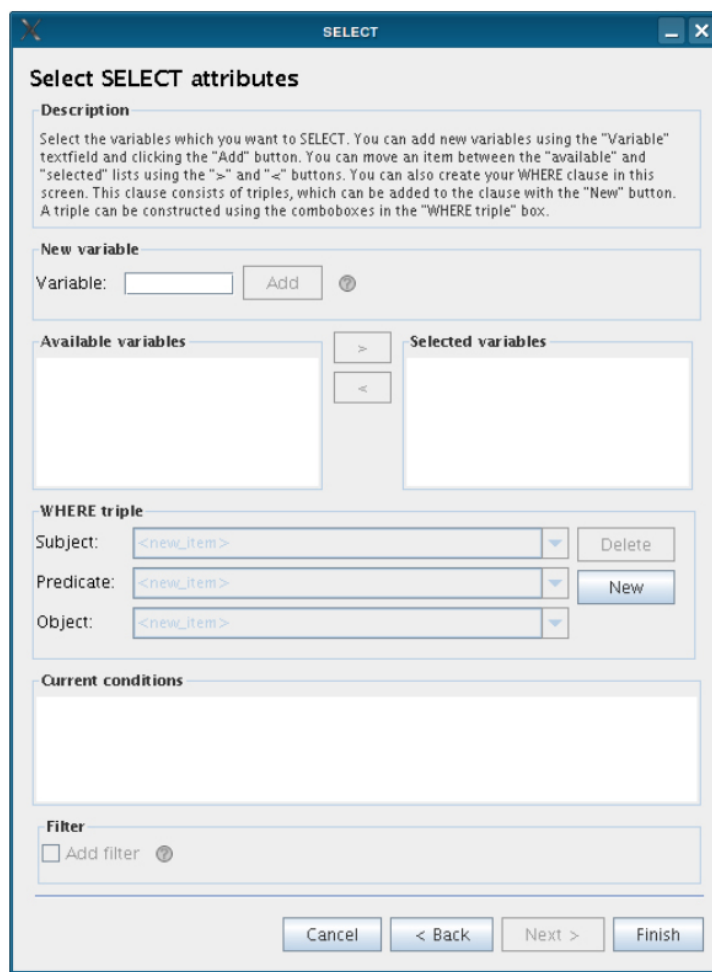 SELECT
Select SELECT attributes
Description
Select the variables which you want to SELECT. You can add new variables using the "Variable"
textfield and clicking the "Add" button. You can move an item between the "available" and
"selected" lists using the ">" and "<" buttons. You can also create your WHERE clause in this
screen. This clause consists of triples, which can be added to the clause with the "New" button.
A triple can be constructed using the comboboxes in the "WHERE triple" box.
New variable
Variable: Add ?
Available variables > Selected variables
<
WHERE triple
Subject: <new_item> Delete
Predicate: <new_item> New
Object: <new_item>
Current conditions
Filter
Add filter ?
Cancel < Back Next > Finish